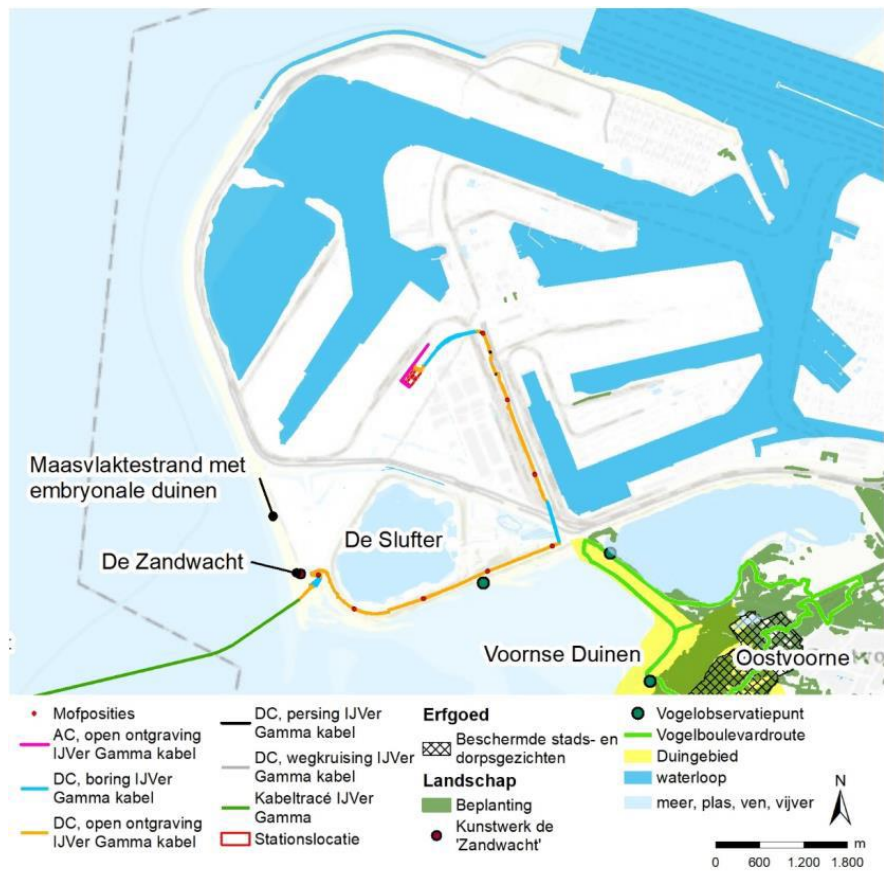 Maasvlaktestrand met
embryonale duinen
De Zandwacht
De Slufter
Voornse Duinen
Oostvoorne
Mofposities
AC, open ontgraving
IJVer Gamma kabel
DC, boring IJVer
Gamma kabel
DC, open ontgraving
IJVer Gamma kabel
DC, persing IJVer
Gamma kabel
DC, wegkruising IJVer
Gamma kabel
Kabeltracé IJVer
Gamma
Stationslocatie
Erfgoed
Beschermde stads- en
dorpsgezichten
Landschap
Beplanting
Kunstwerk de
'Zandwacht'
Vogelobservatiepunt
Vogelboulevardroute
Duingebied
waterloop
meer, plas, ven, vijver
N
m
0 600 1.200 1.800